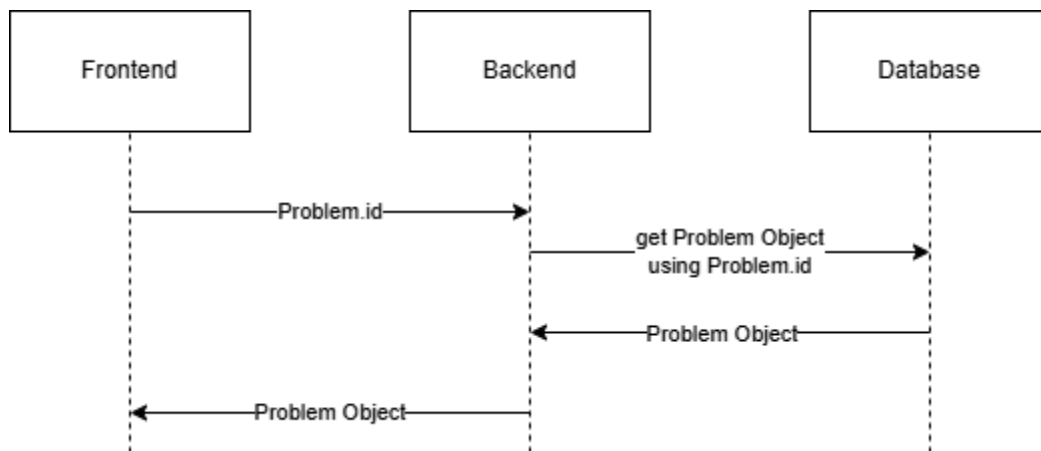 Frontend
Backend
Database
Problem.id
get Problem Object
using Problem.id
Problem Object
Problem Object